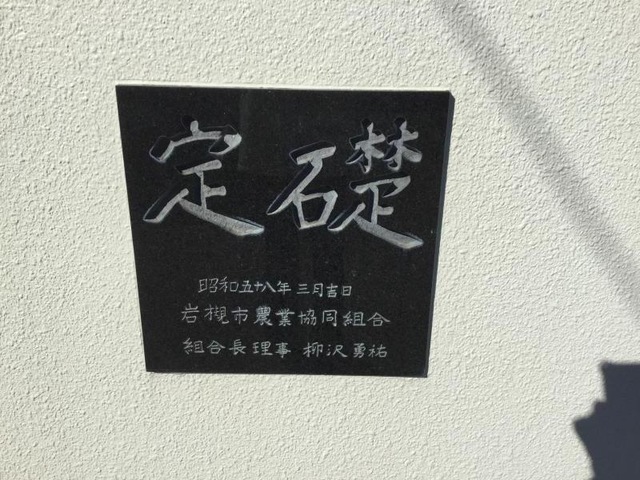 定礎
昭和五十八年三月吉日
岩槻市農業協同組合
組合長理事 柳沢勇祐